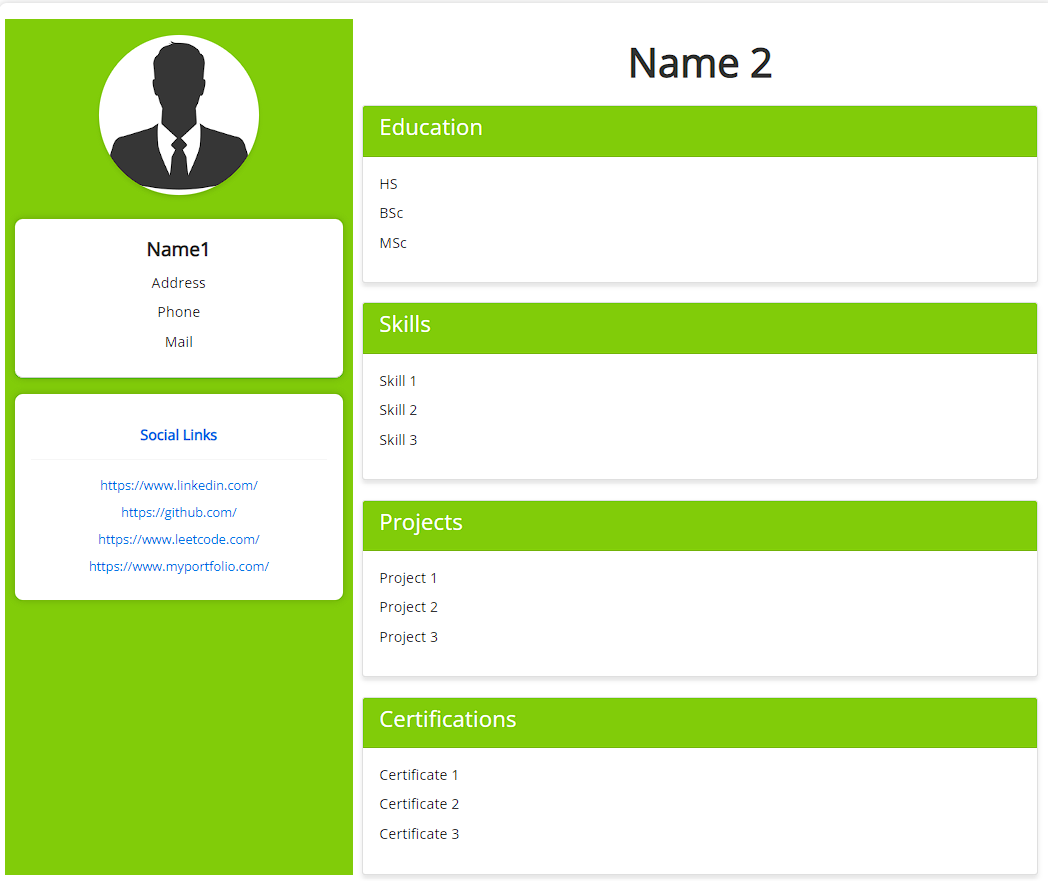 Name1
Address
Phone
Mail
Social Links
https://www.linkedin.com/
https://github.com/
https://www.leetcode.com/
https://www.myportfolio.com/
Name 2
Education
HS
BSc
MSc
Skills
Skill 1
Skill 2
Skill 3
Projects
Project 1
Project 2
Project 3
Certifications
Certificate 1
Certificate 2
Certificate 3